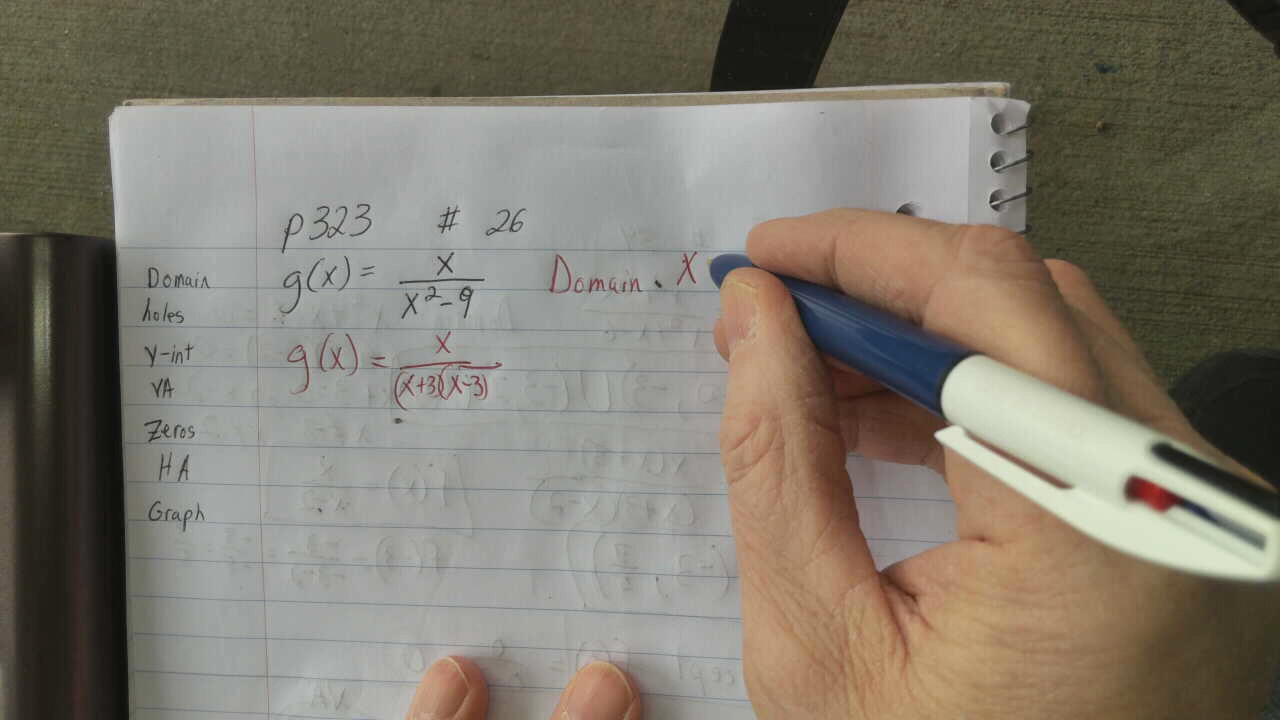 p323 # 26
Domain
holes
y-int
VA
Zeros
HA
Graph
g(x) = x / x² - 9
g(x) = x / (x+3)(x-3)
Domain . X